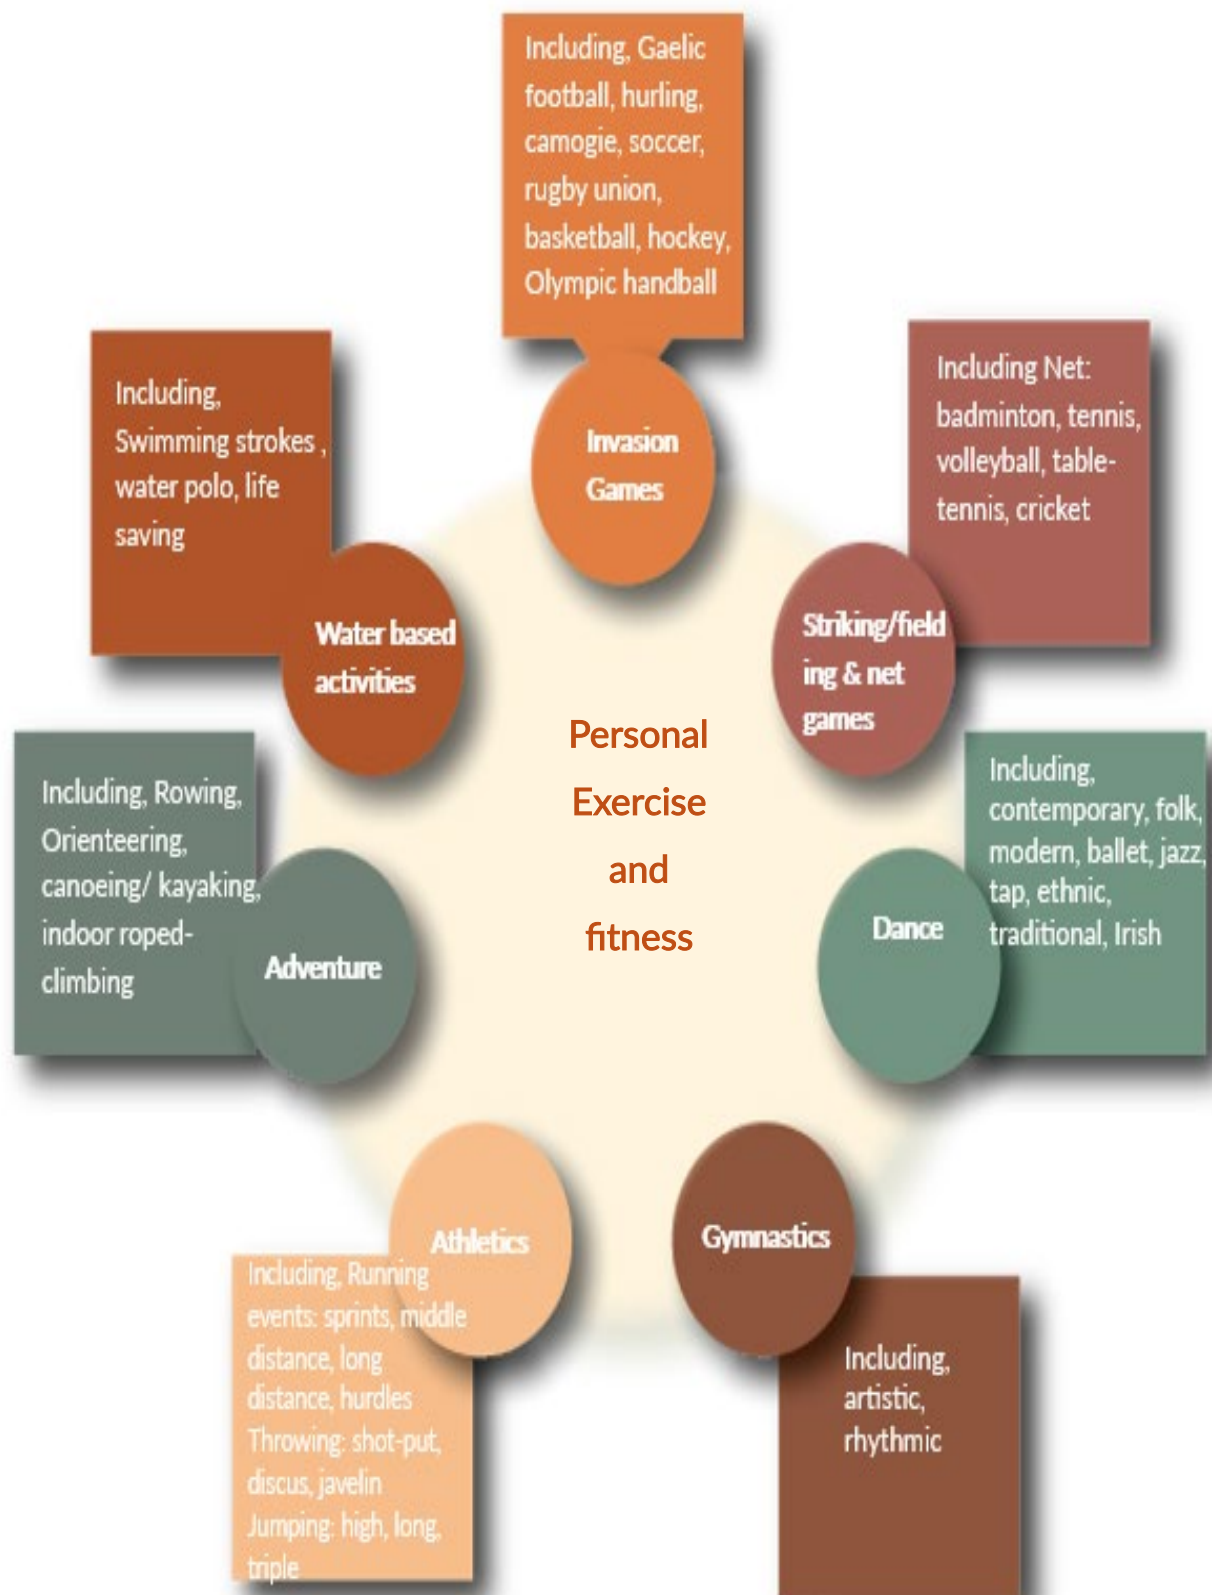 Including, Gaelic
football, hurling,
camogie, soccer,
rugby union,
basketball, hockey,
Olympic handball
Invasion
Games
Including Net:
badminton, tennis,
volleyball, table-
tennis, cricket
Striking/field
ing & net
games
Including,
contemporary, folk,
modern, ballet, jazz,
tap, ethnic,
traditional, Irish
Dance
Gymnastics
Including,
artistic,
rhythmic
Athletics
Including, Running
events: sprints, middle
distance, long
distance, hurdles
Throwing: shot-put,
discus, javelin
Jumping: high, long,
triple
Including, Rowing,
Orienteering,
canoeing/ kayaking,
indoor roped-
climbing
Adventure
Including,
Swimming strokes ,
water polo, life
saving
Water based
activities
Personal
Exercise
and
fitness